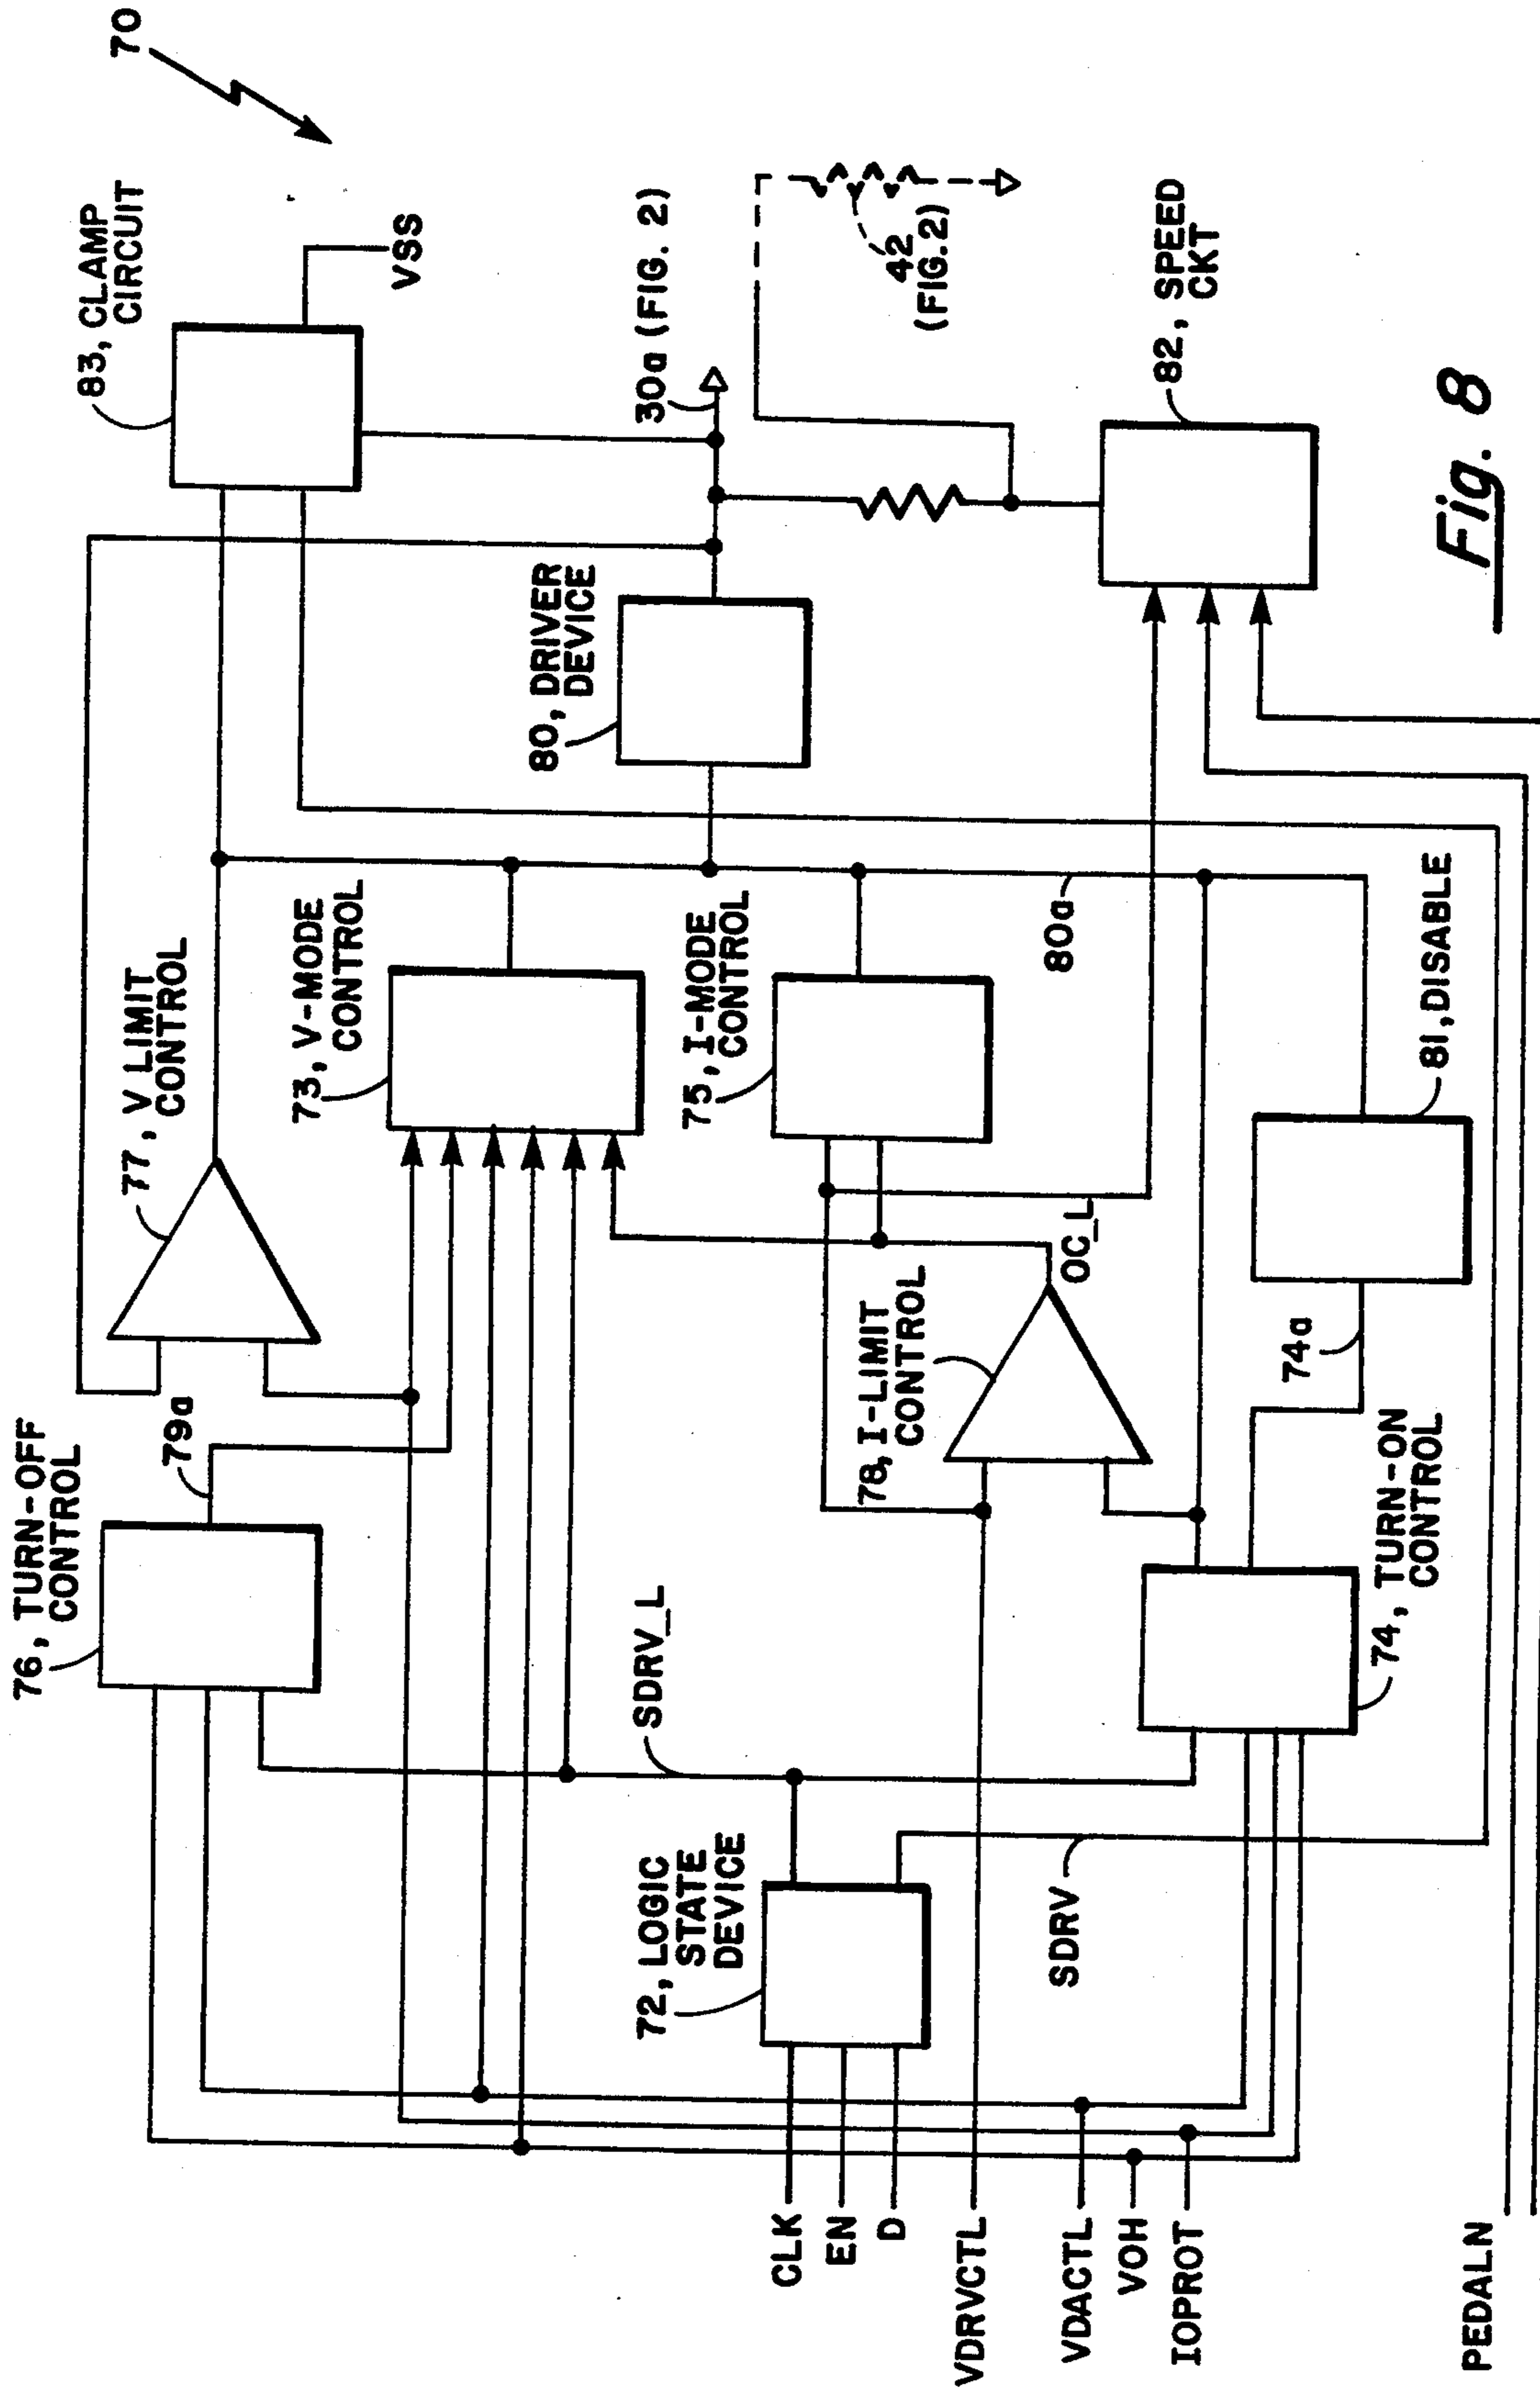 70
83, CLAMP
CIRCUIT
VSS
76, TURN-OFF
CONTROL
79a
77, V LIMIT
CONTROL
73, V-MODE
CONTROL
80, DRIVER
DEVICE
30a (FIG. 2)
42
(FIG.2)
SDRV_L
72, LOGIC
STATE
DEVICE
75, I-MODE
CONTROL
78, I-LIMIT
CONTROL
OC_L
80a
82, SPEED
CKT
CLK
EN
D
VDRVCTL
VDACTL
VOH
IOPROT
SDRV
74, TURN-ON
CONTROL
74a
81, DISABLE
PEDALN
Fig. 8